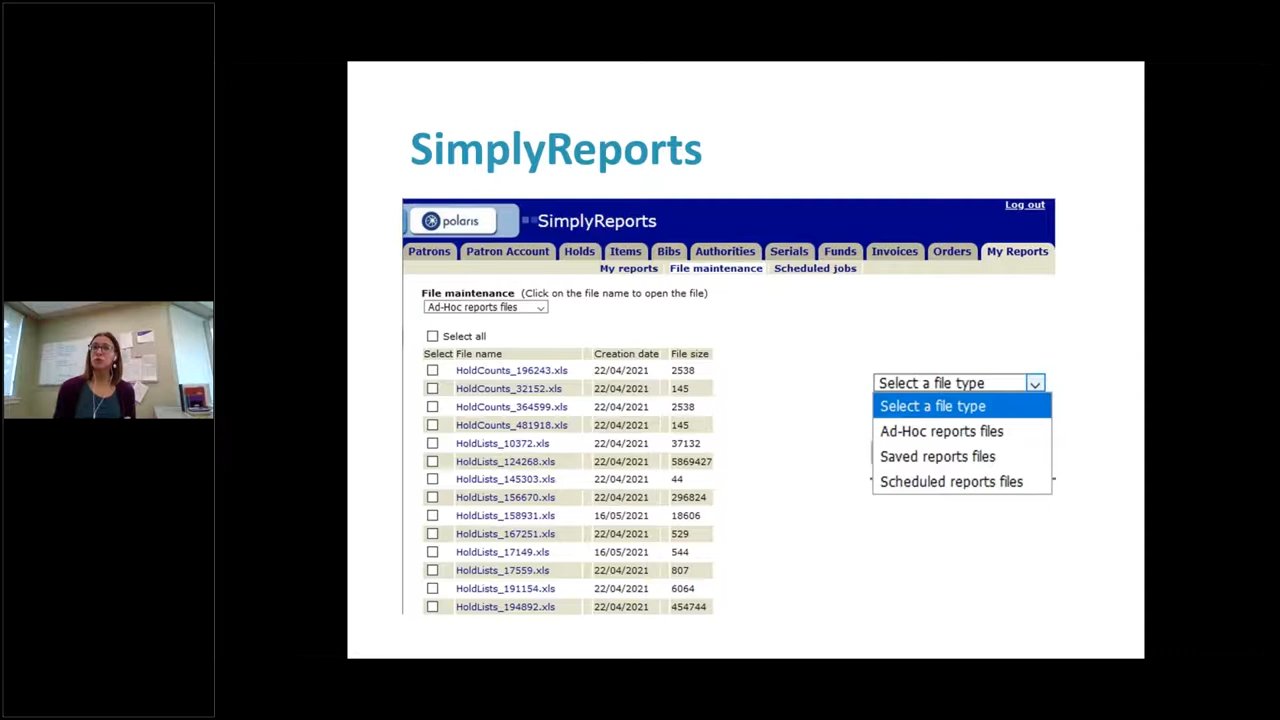 SimplyReports
polaris
SimplyReports
Log out
Patrons Patron Account Holds Items Bibs Authorities Serials Funds Invoices Orders My Reports
My reports File maintenance Scheduled jobs
File maintenance (Click on the file name to open the file)
Ad-Hoc reports files
Select all
Select File name Creation date File size
HoldCounts_196243.xls 22/04/2021 2538
HoldCounts_32152.xls 22/04/2021 145
HoldCounts_364599.xls 22/04/2021 2538
HoldCounts_481918.xls 22/04/2021 145
HoldLists_10372.xls 22/04/2021 37132
HoldLists_124268.xls 22/04/2021 5869427
HoldLists_145303.xls 22/04/2021 44
HoldLists_156670.xls 22/04/2021 296824
HoldLists_158931.xls 16/05/2021 18606
HoldLists_167251.xls 22/04/2021 529
HoldLists_17149.xls 16/05/2021 544
HoldLists_17559.xls 22/04/2021 807
HoldLists_191154.xls 22/04/2021 6064
HoldLists_194892.xls 22/04/2021 454744
Select a file type
Select a file type
Ad-Hoc reports files
Saved reports files
Scheduled reports files